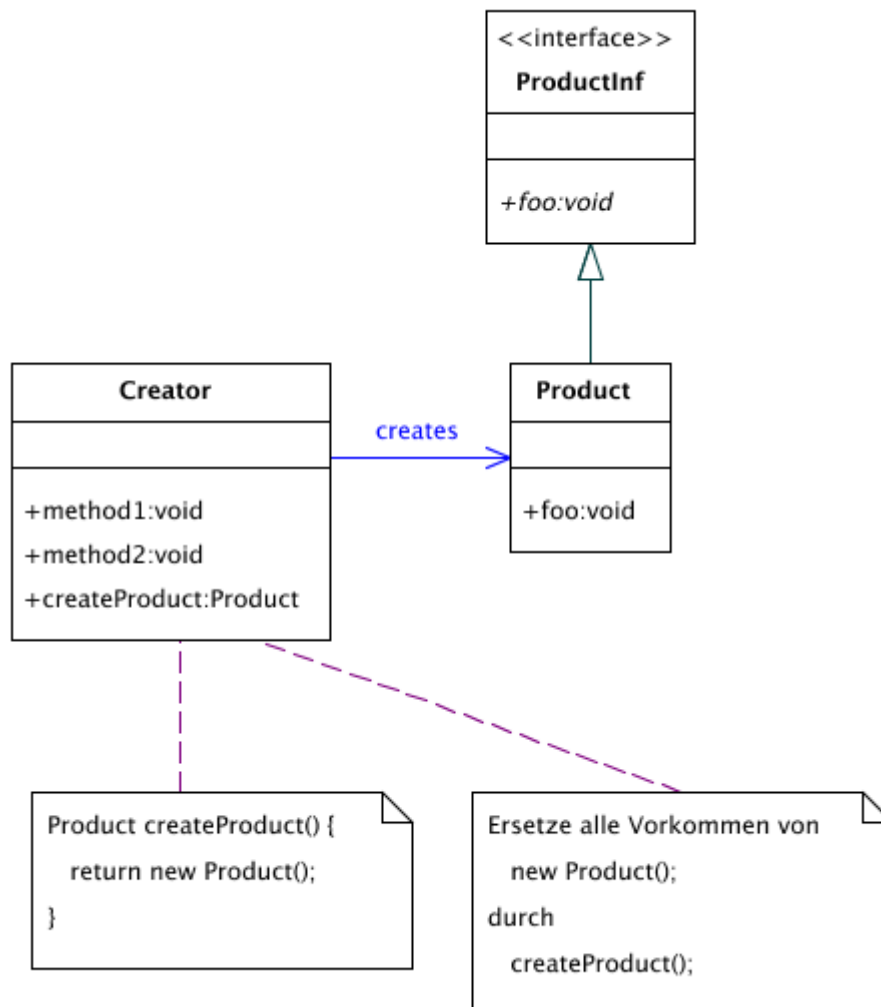 <<interface>>
ProductInf
+foo:void
Creator
+method1:void
+method2:void
+createProduct:Product
creates
Product
+foo:void
Product createProduct() {
return new Product();
}
Ersetze alle Vorkommen von
new Product();
durch
createProduct();